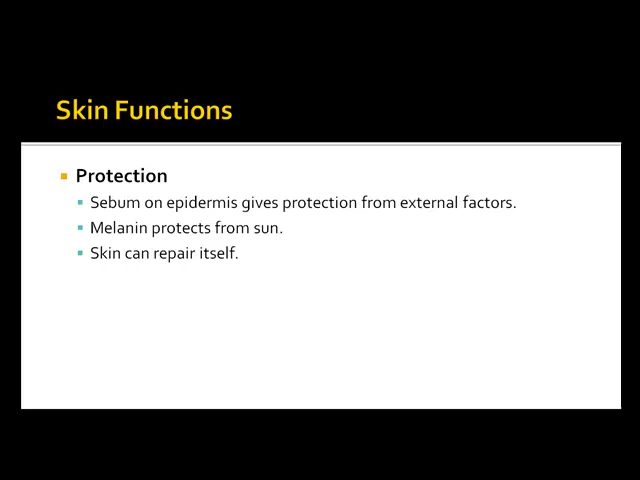 Skin Functions
Protection
Sebum on epidermis gives protection from external factors.
Melanin protects from sun.
Skin can repair itself.